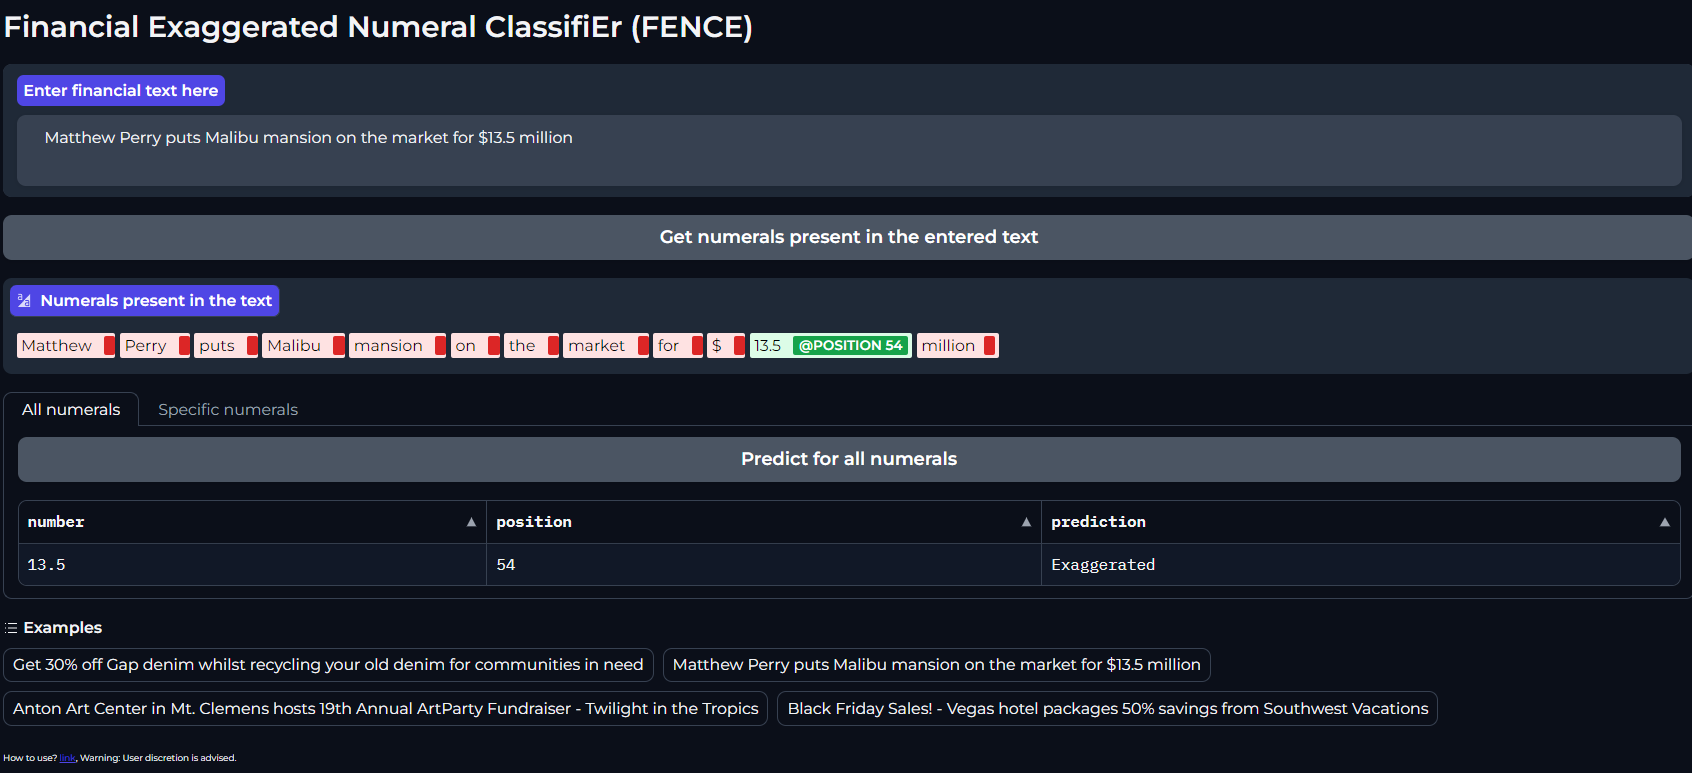 Financial Exaggerated Numeral ClassifiEr (FENCE)
Enter financial text here
Matthew Perry puts Malibu mansion on the market for $13.5 million
Get numerals present in the entered text
Numerals present in the text
Matthew Perry puts Malibu mansion on the market for $ 13.5 @POSITION 54 million
All numerals Specific numerals
Predict for all numerals
number position prediction
13.5 54 Exaggerated
Examples
Get 30% off Gap denim whilst recycling your old denim for communities in need Matthew Perry puts Malibu mansion on the market for $13.5 million
Anton Art Center in Mt. Clemens hosts 19th Annual ArtParty Fundraiser - Twilight in the Tropics Black Friday Sales! - Vegas hotel packages 50% savings from Southwest Vacations
How to use? link, Warning: User discretion is advised.